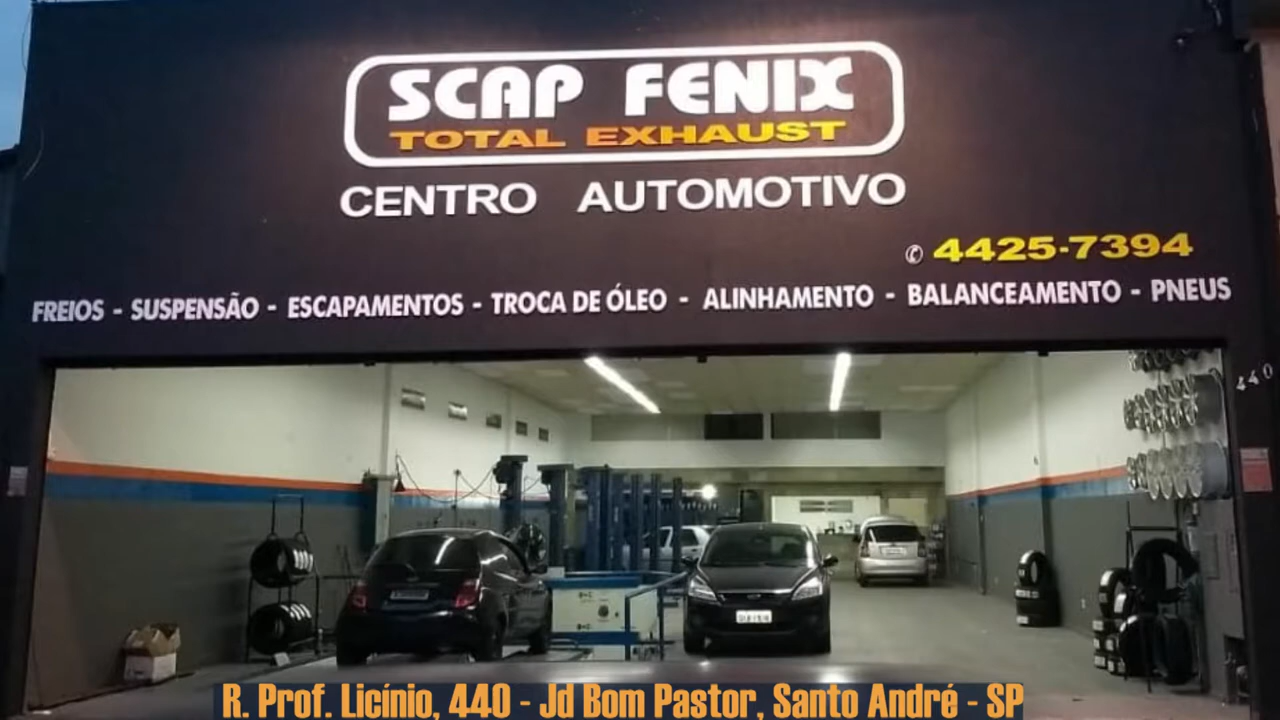 SCAP FENIX
TOTAL EXHAUST
CENTRO AUTOMOTIVO
✆ 4425-7394
FREIOS - SUSPENSÃO - ESCAPAMENTOS - TROCA DE ÓLEO - ALINHAMENTO - BALANCEAMENTO - PNEUS
440
R. Prof. Licínio, 440 - Jd Bom Pastor, Santo André - SP